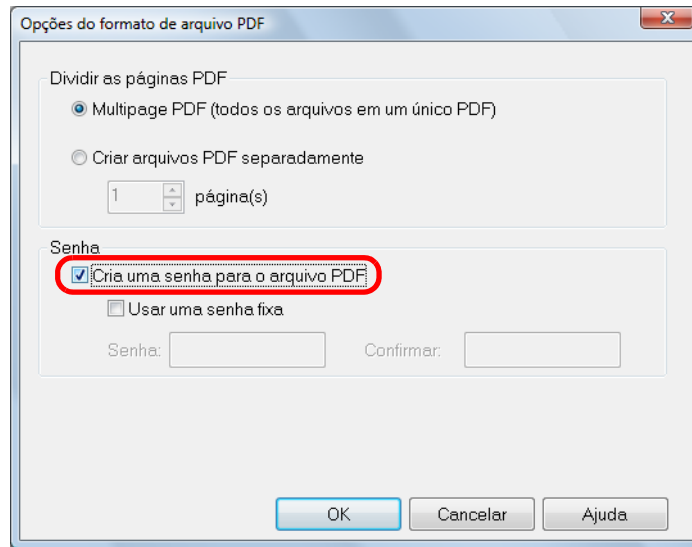 Opções do formato de arquivo PDF
Dividir as páginas PDF
Multipage PDF (todos os arquivos em um único PDF)
Criar arquivos PDF separadamente
1 página(s)
Senha
Cria uma senha para o arquivo PDF
Usar uma senha fixa
Senha: Confirmar:
OK Cancelar Ajuda